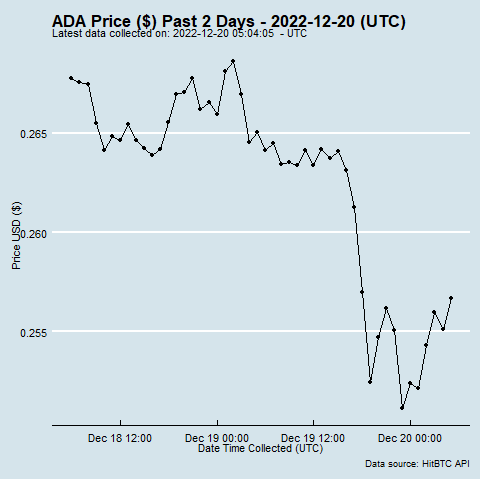 ADA Price ($) Past 2 Days - 2022-12-20 (UTC)
Latest data collected on: 2022-12-20 05:04:05  - UTC
0.265
0.260
0.255
Price USD ($)
Dec 18 12:00
Dec 19 00:00
Dec 19 12:00
Dec 20 00:00
Date Time Collected (UTC)
Data source: HitBTC API